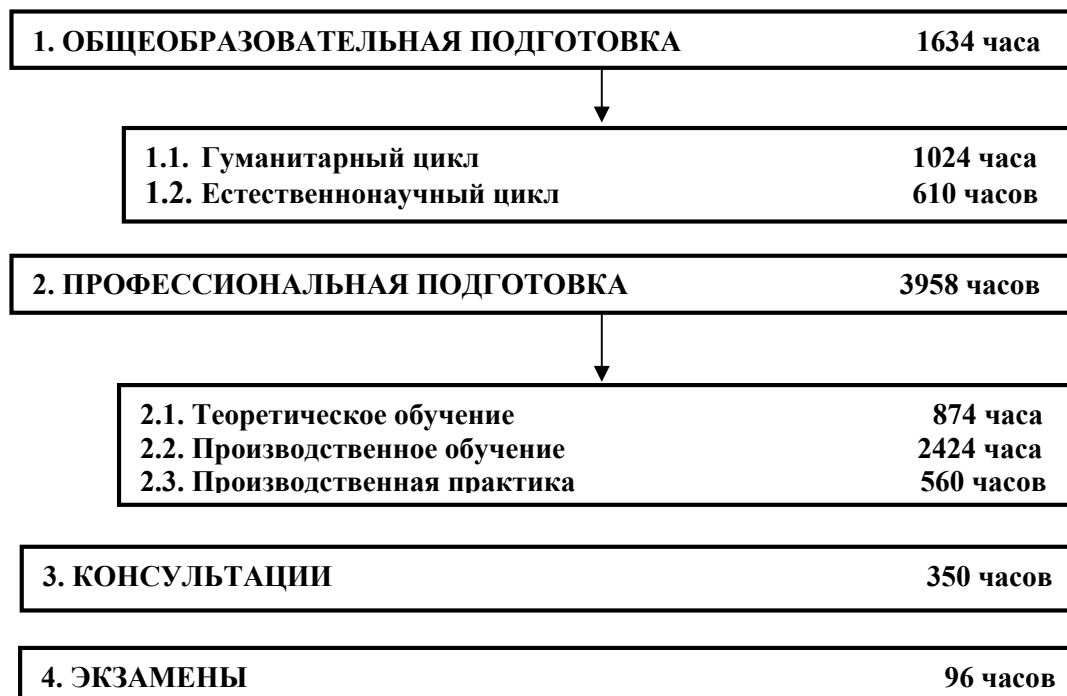 1. ОБЩЕОБРАЗОВАТЕЛЬНАЯ ПОДГОТОВКА 1634 часа
1.1. Гуманитарный цикл 1024 часа
1.2. Естественнонаучный цикл 610 часов
2. ПРОФЕССИОНАЛЬНАЯ ПОДГОТОВКА 3958 часов
2.1. Теоретическое обучение 874 часа
2.2. Производственное обучение 2424 часа
2.3. Производственная практика 560 часов
3. КОНСУЛЬТАЦИИ 350 часов
4. ЭКЗАМЕНЫ 96 часов